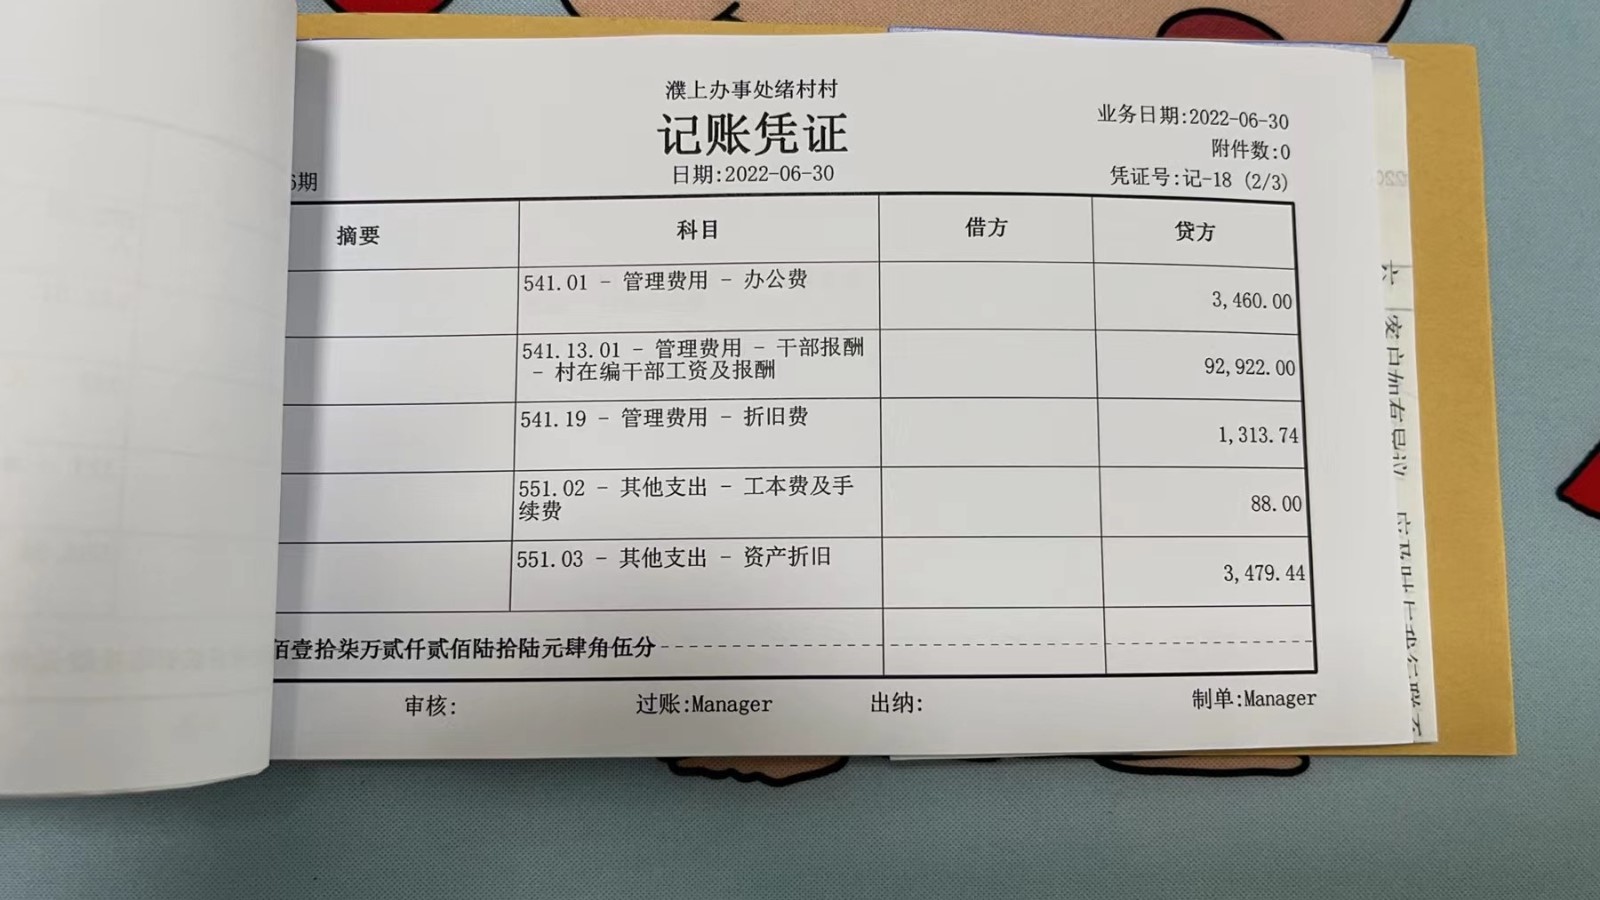 濮上办事处绪村村
记账凭证
日期:2022-06-30
业务日期:2022-06-30
附件数:0
凭证号:记-18 (2/3)
期
摘要 科目 借方 贷方
541.01 - 管理费用 - 办公费 3,460.00
541.13.01 - 管理费用 - 干部报酬
- 村在编干部工资及报酬 92,922.00
541.19 - 管理费用 - 折旧费 1,313.74
551.02 - 其他支出 - 工本费及手
续费 88.00
551.03 - 其他支出 - 资产折旧 3,479.44
佰壹拾柒万贰仟贰佰陆拾陆元肆角伍分
审核: 过账:Manager 出纳: 制单:Manager